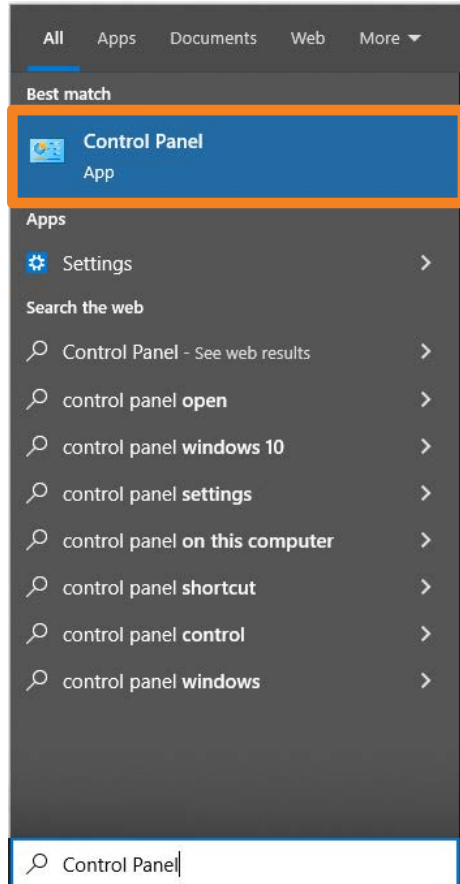 All Apps Documents Web More
Best match
Control Panel
App
Apps
Settings
Search the web
Control Panel - See web results
control panel open
control panel windows 10
control panel settings
control panel on this computer
control panel shortcut
control panel control
control panel windows
Control Panel